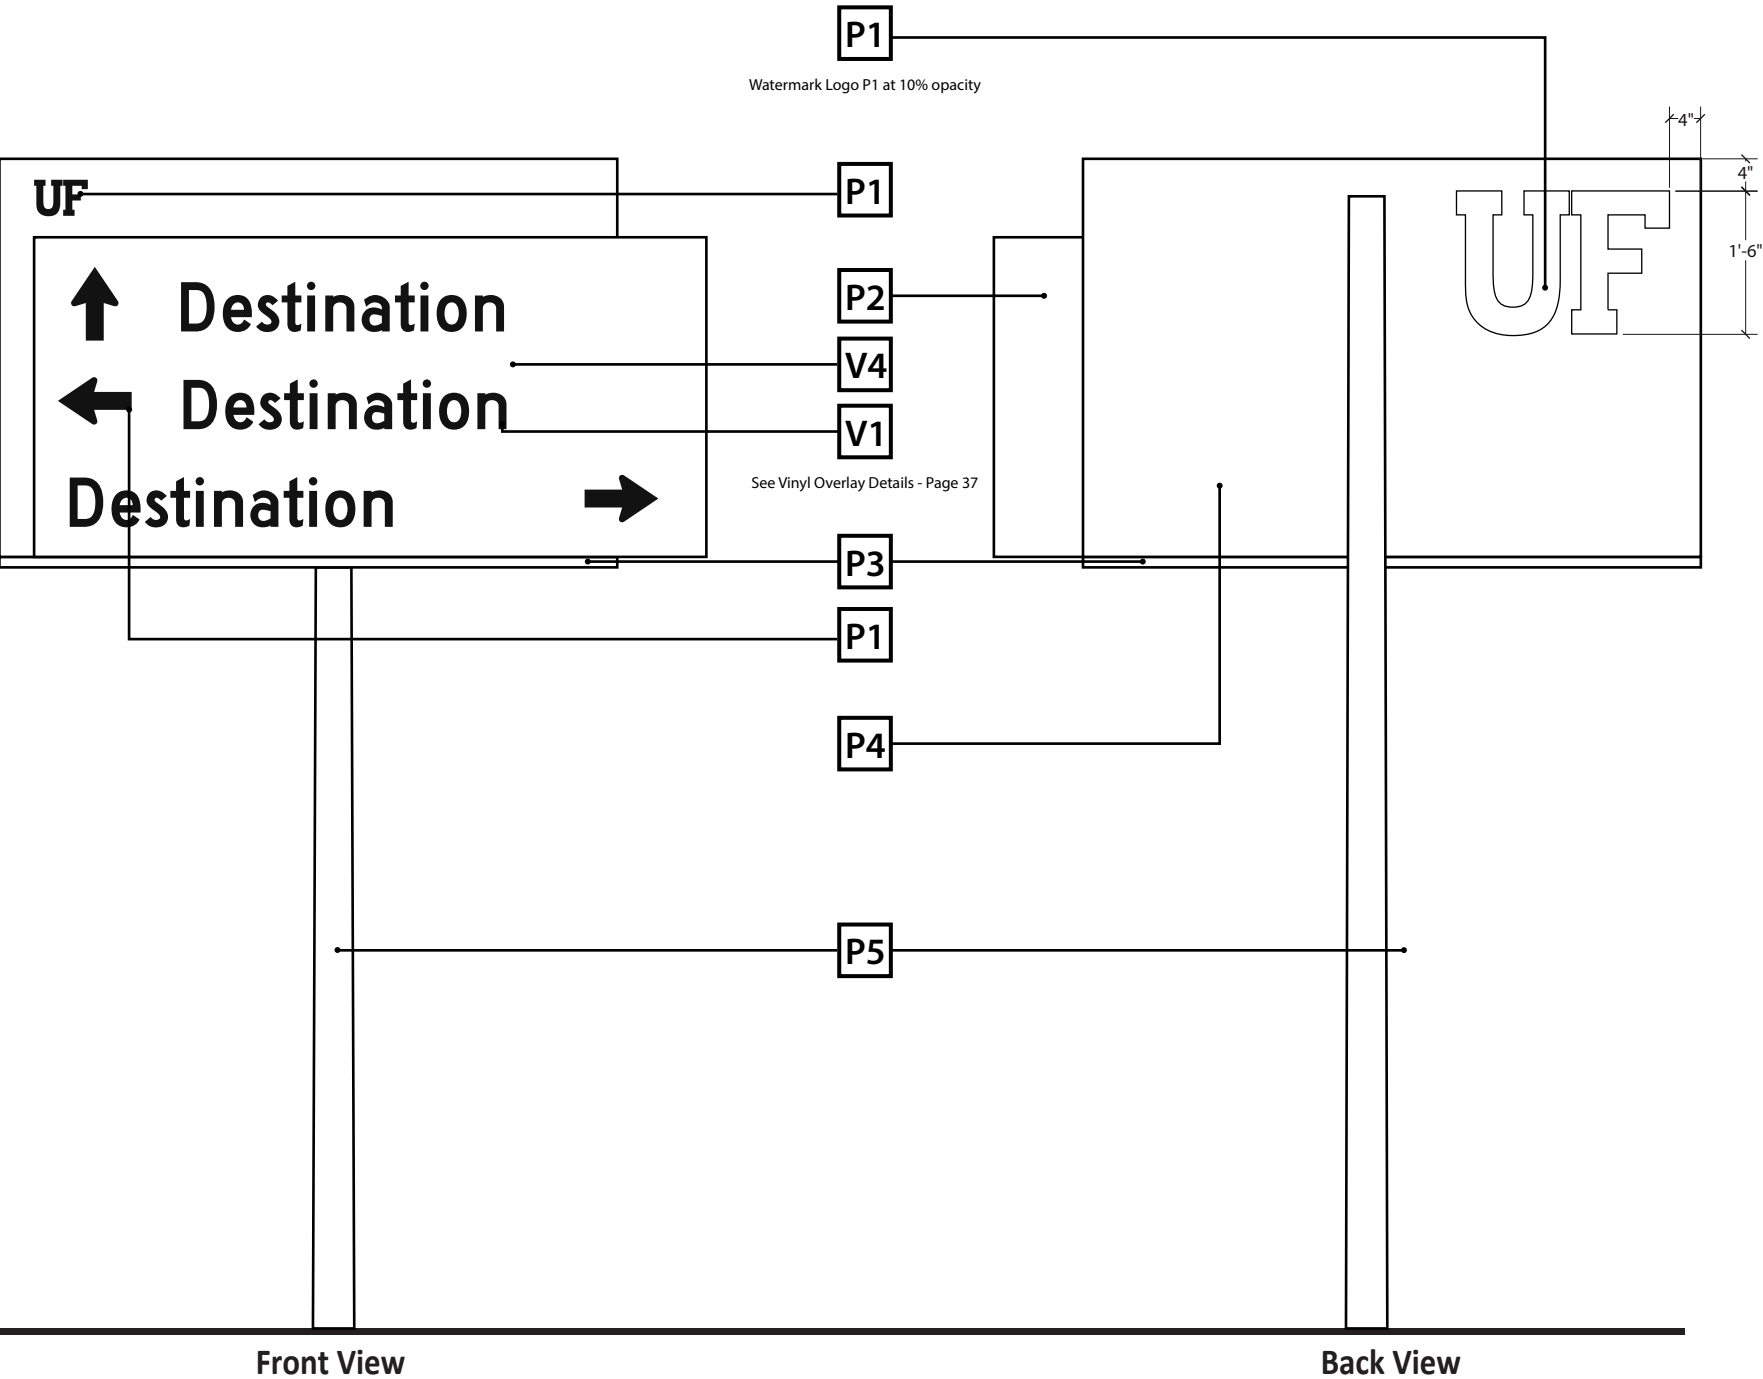 P1
Watermark Logo P1 at 10% opacity
4"
4"
1'-6"
UF
P1
UF
Destination
P2
V4
Destination
V1
See Vinyl Overlay Details - Page 37
Destination
P3
P1
P4
P5
Front View
Back View